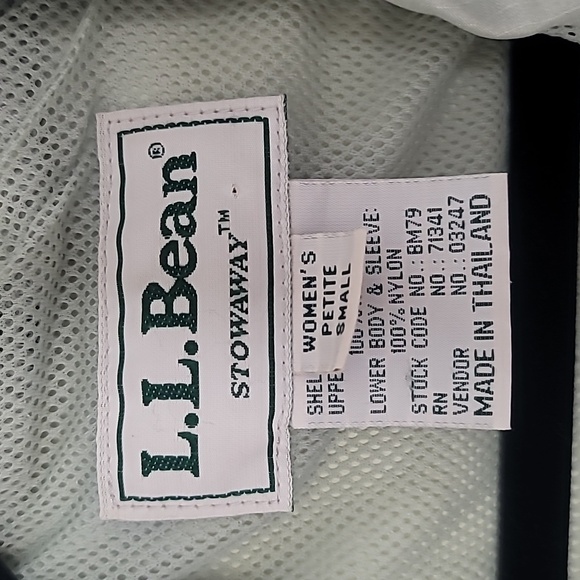 L.L.Bean®
STOWAWAY™
WOMEN'S
PETITE
SMALL
SHEL
UPPE
100%
LOWER BODY & SLEEVE:
100% NYLON
STOCK CODE NO.: BM79
RN NO.: 71341
VENDOR NO.: 03247
MADE IN THAILAND